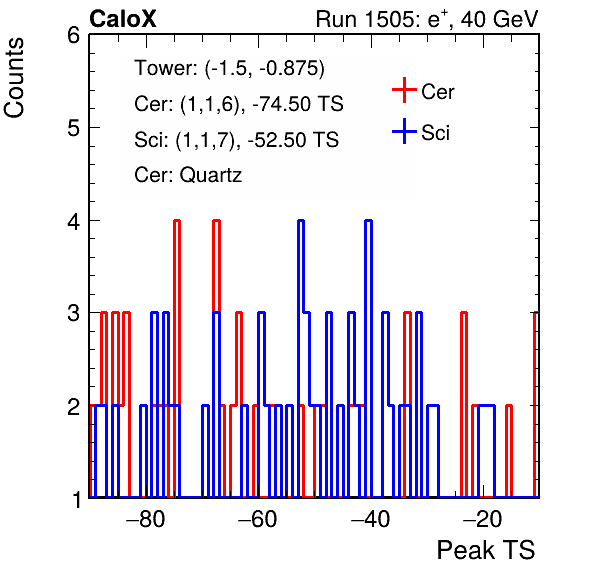 CaloX Run 1505: e⁺, 40 GeV
Counts
6
Tower: (-1.5, -0.875)
Cer: (1,1,6), -74.50 TS
Cer
5
Sci: (1,1,7), -52.50 TS
Sci
Cer: Quartz
4
3
2
1
−80 −60 −40 −20
Peak TS